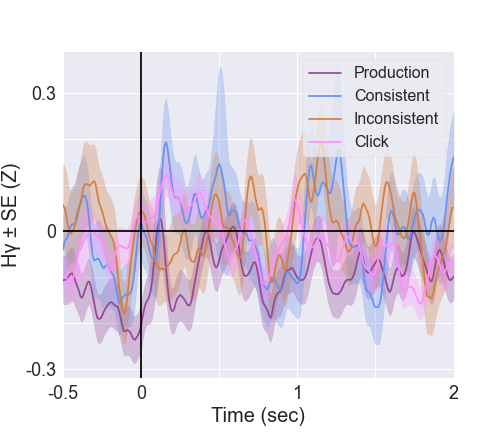 Production
Consistent
Inconsistent
Click
0.3
0
-0.3
Hγ ± SE (Z)
-0.5
0
1
2
Time (sec)